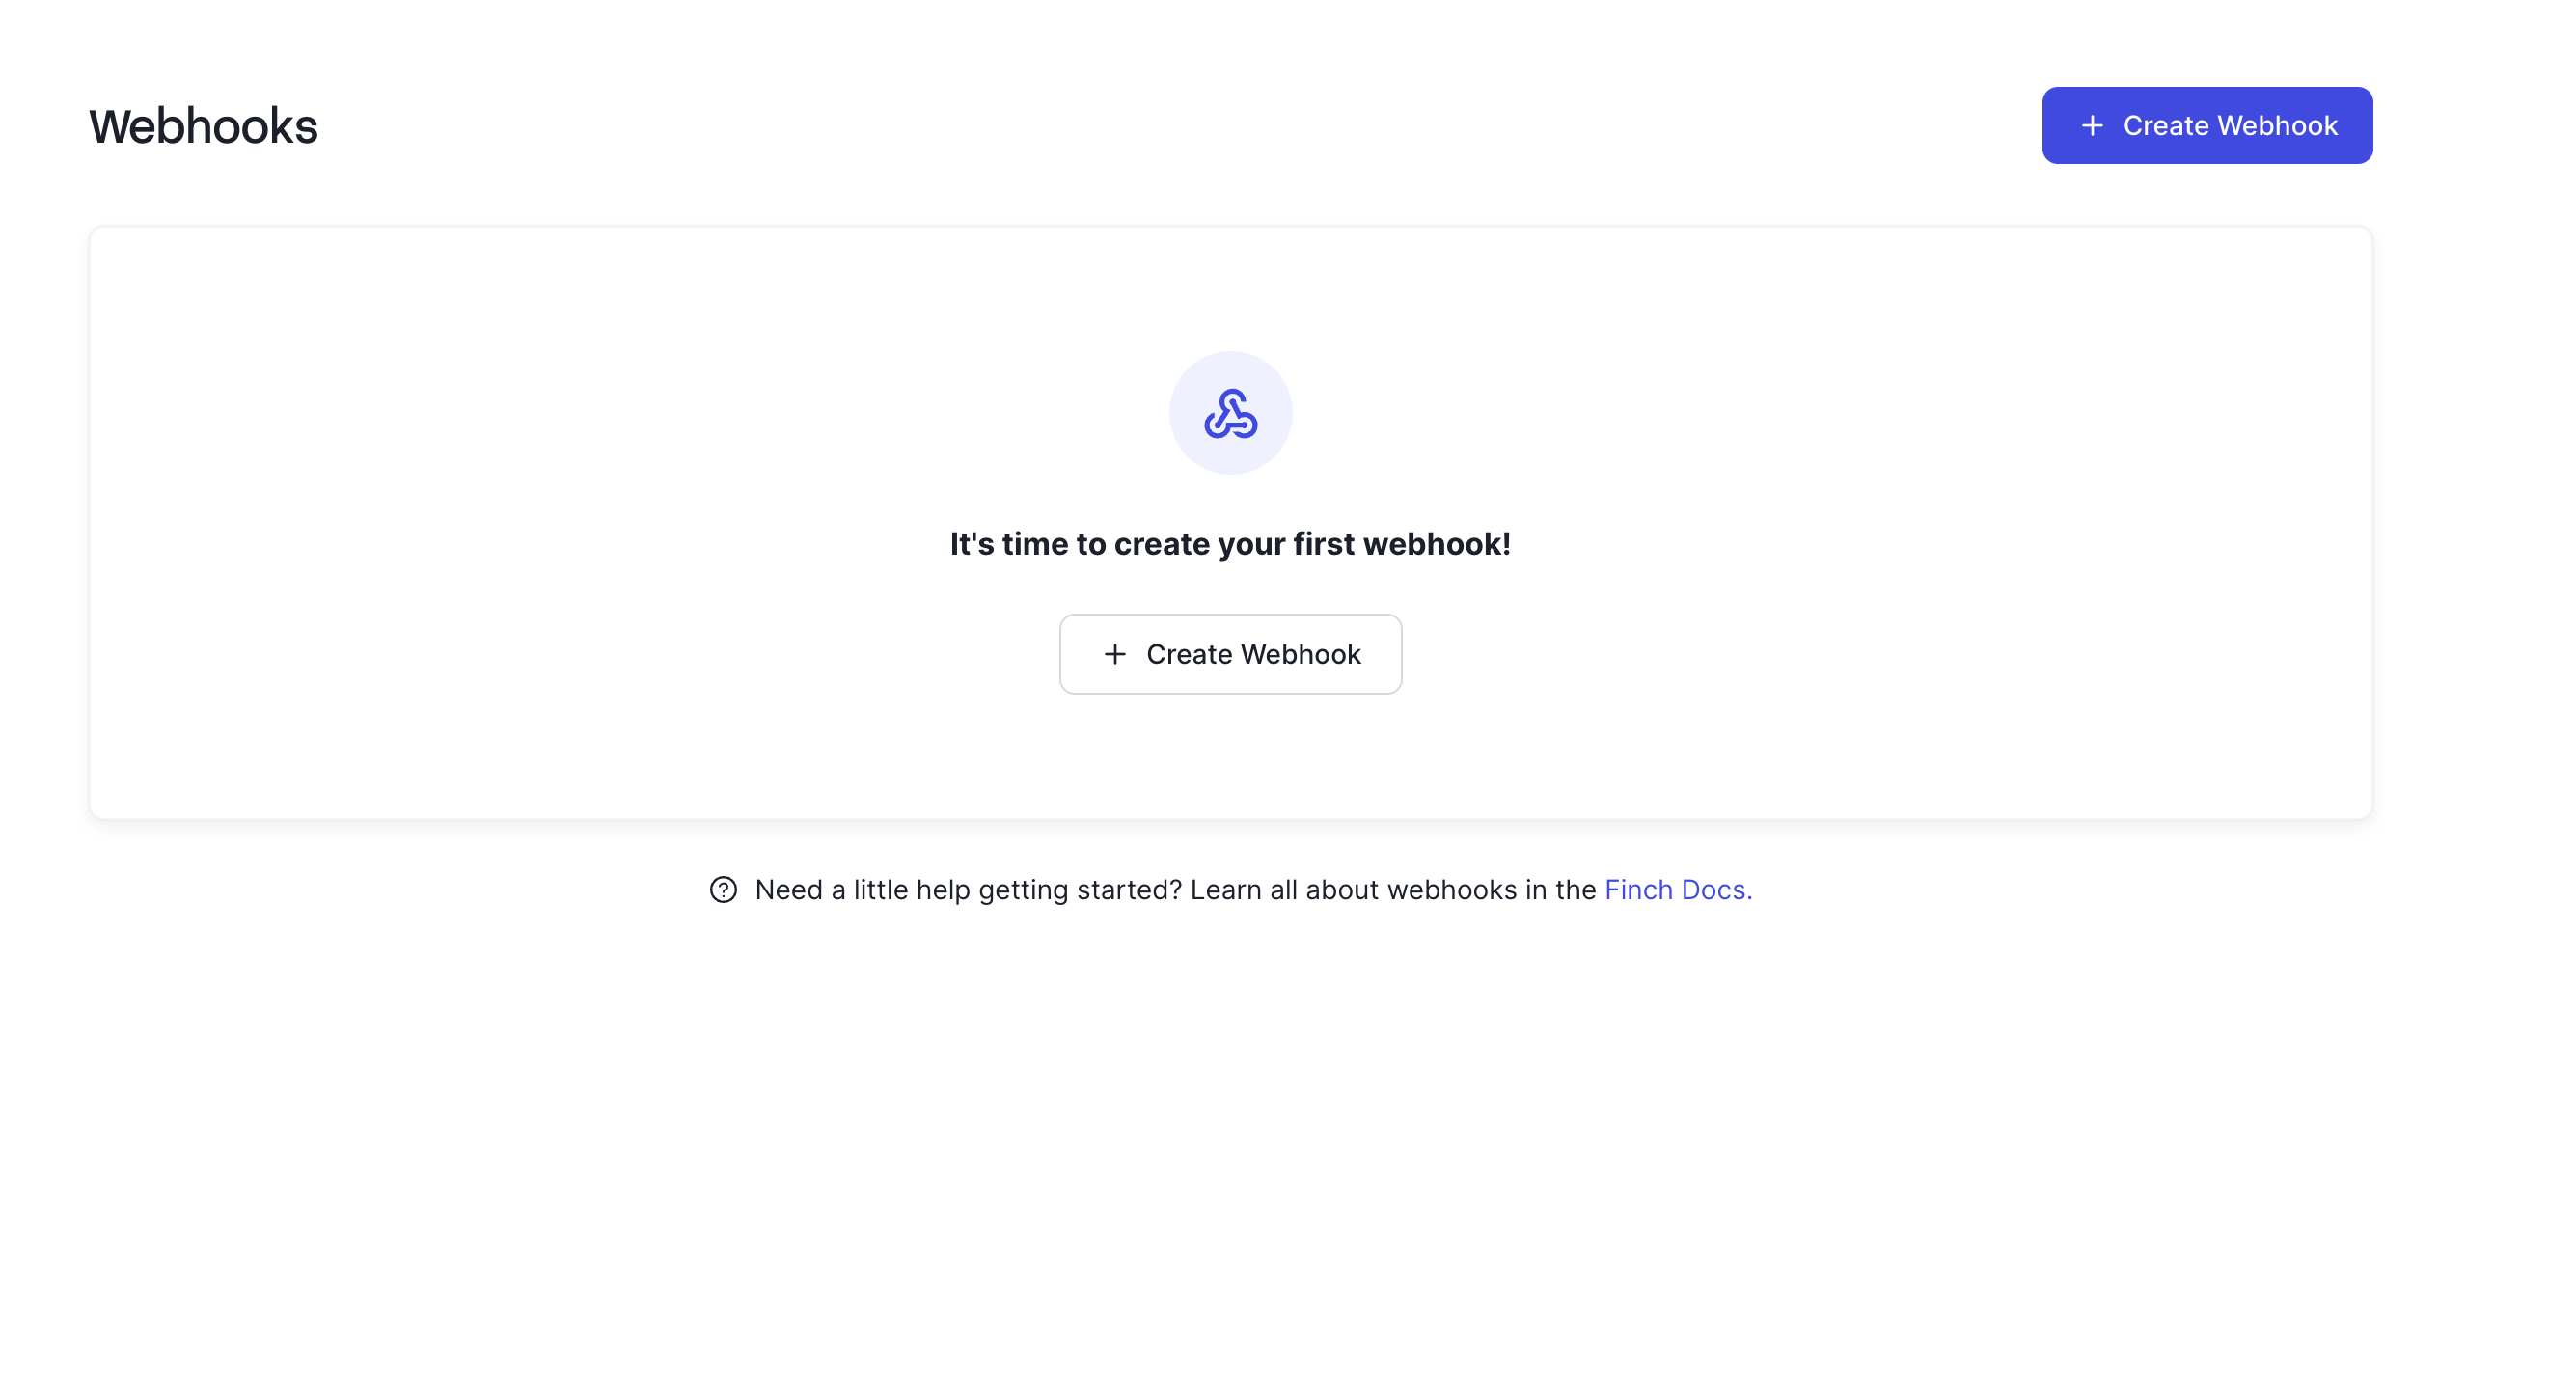 Webhooks
+ Create Webhook
It's time to create your first webhook!
+ Create Webhook
Need a little help getting started? Learn all about webhooks in the Finch Docs.